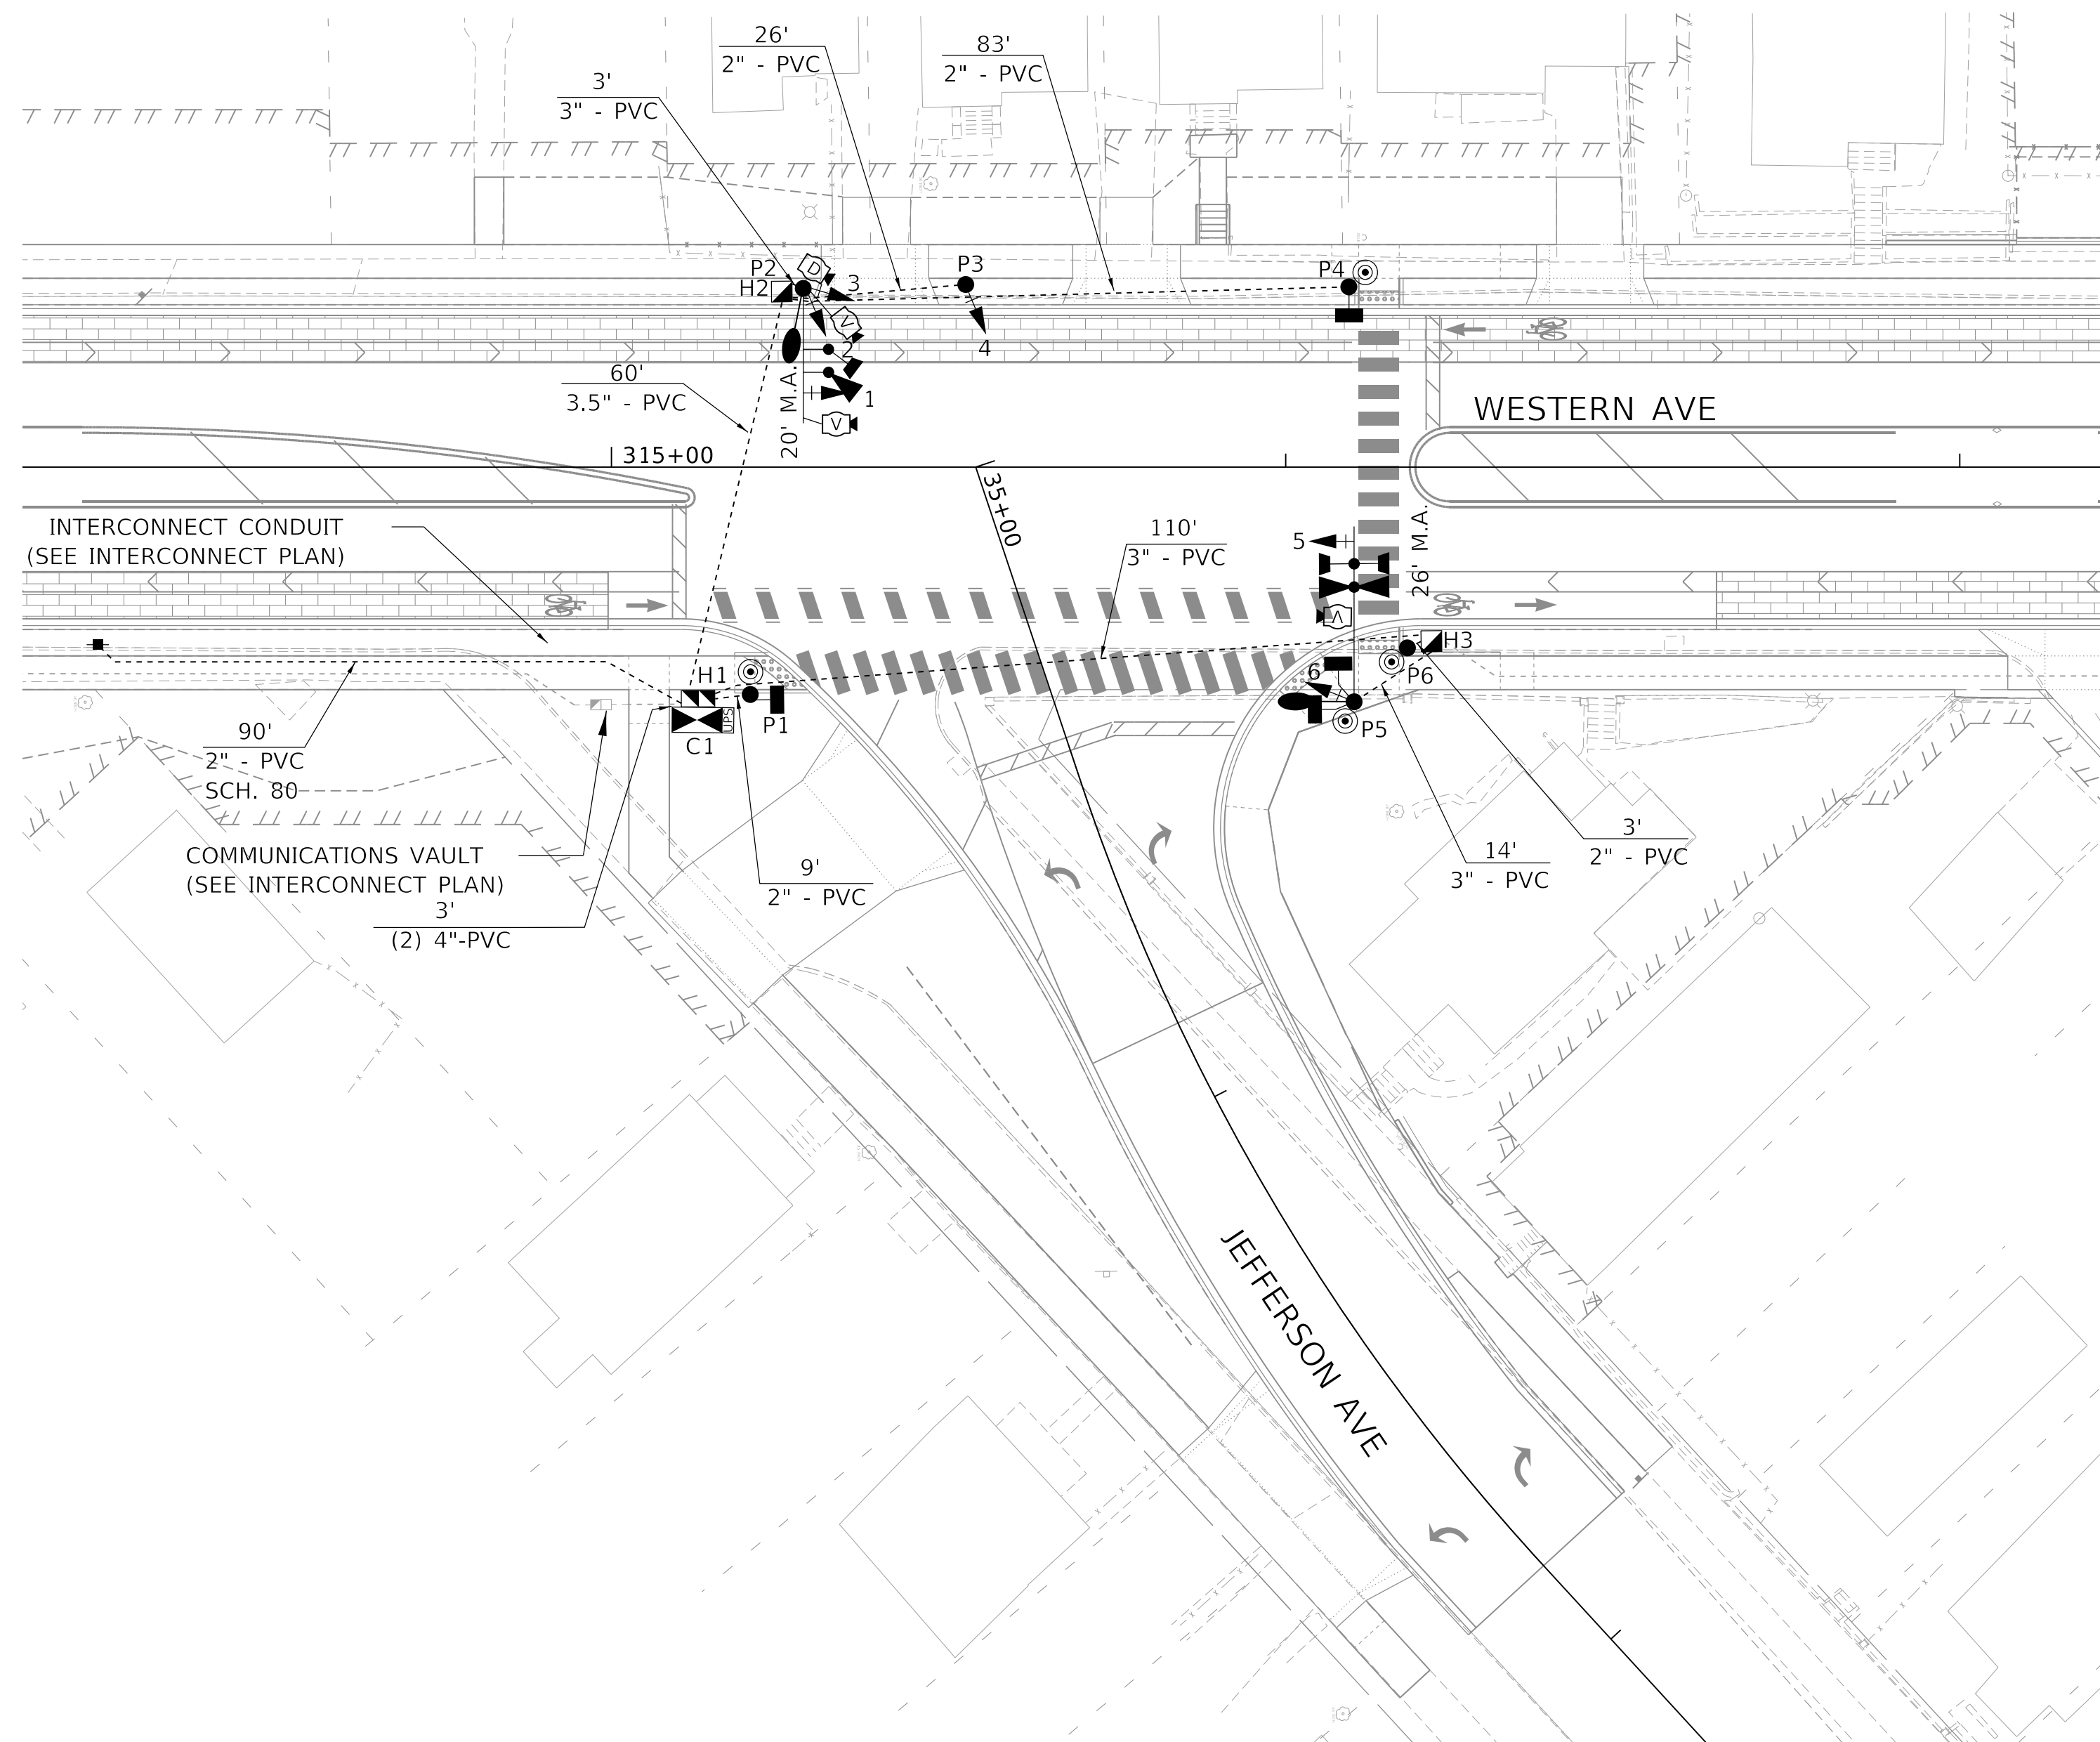 26'
2" - PVC
83'
2" - PVC
3'
3" - PVC
P2
D
H2
3
P3
P4
V
2
4
60'
3.5" - PVC
1
V
20' M.A.
WESTERN AVE
315+00
35+00
INTERCONNECT CONDUIT
(SEE INTERCONNECT PLAN)
110'
3" - PVC
5
26' M.A.
V
H3
H1
6
P6
P1
P5
UPS
C1
90'
2" - PVC
SCH. 80
COMMUNICATIONS VAULT
(SEE INTERCONNECT PLAN)
3'
(2) 4"-PVC
9'
2" - PVC
14'
3" - PVC
3'
2" - PVC
JEFFERSON AVE